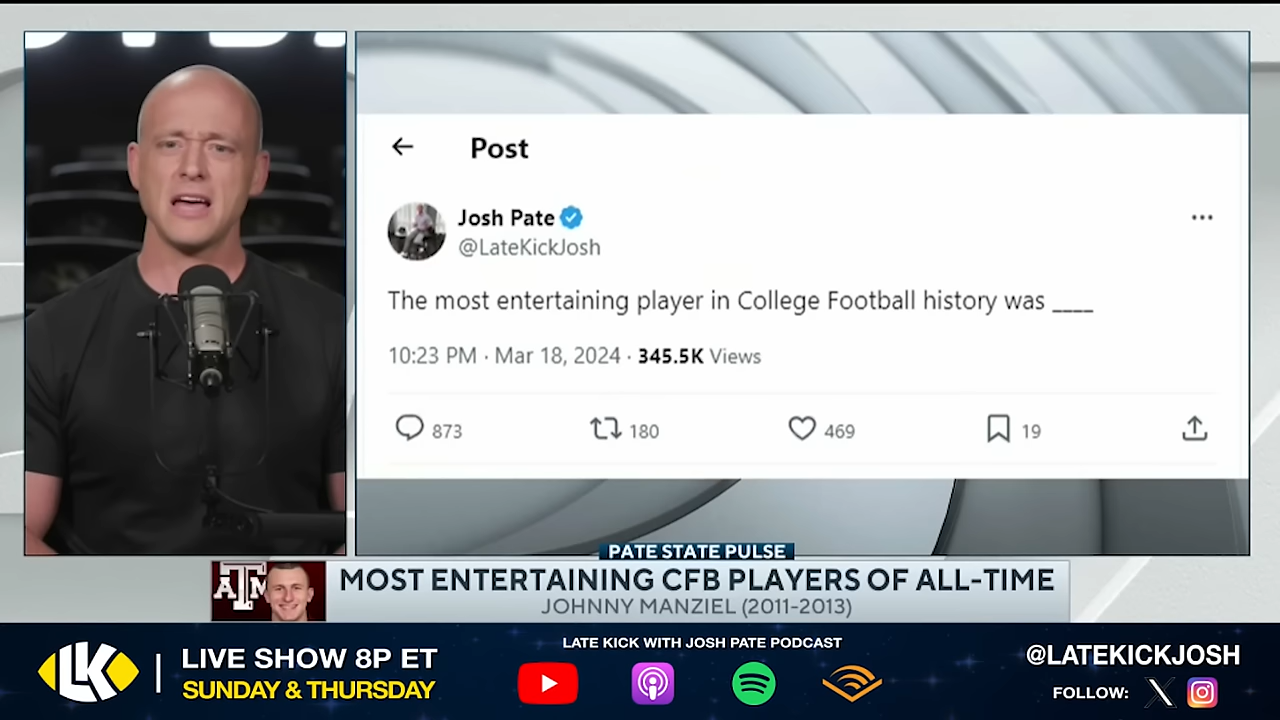 Post
Josh Pate
@LateKickJosh
The most entertaining player in College Football history was ____
10:23 PM · Mar 18, 2024 · 345.5K Views
873 180 469 19
PATE STATE PULSE
ATM
MOST ENTERTAINING CFB PLAYERS OF ALL-TIME
JOHNNY MANZIEL (2011-2013)
LK
LIVE SHOW 8P ET
SUNDAY & THURSDAY
LATE KICK WITH JOSH PATE PODCAST
@LATEKICKJOSH
FOLLOW: